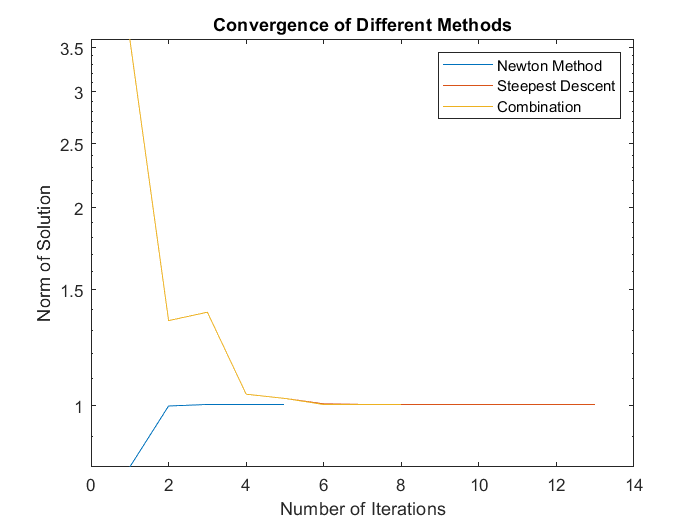 Convergence of Different Methods
3.5
3
2.5
2
1.5
1
Norm of Solution
Newton Method
Steepest Descent
Combination
0 2 4 6 8 10 12 14
Number of Iterations